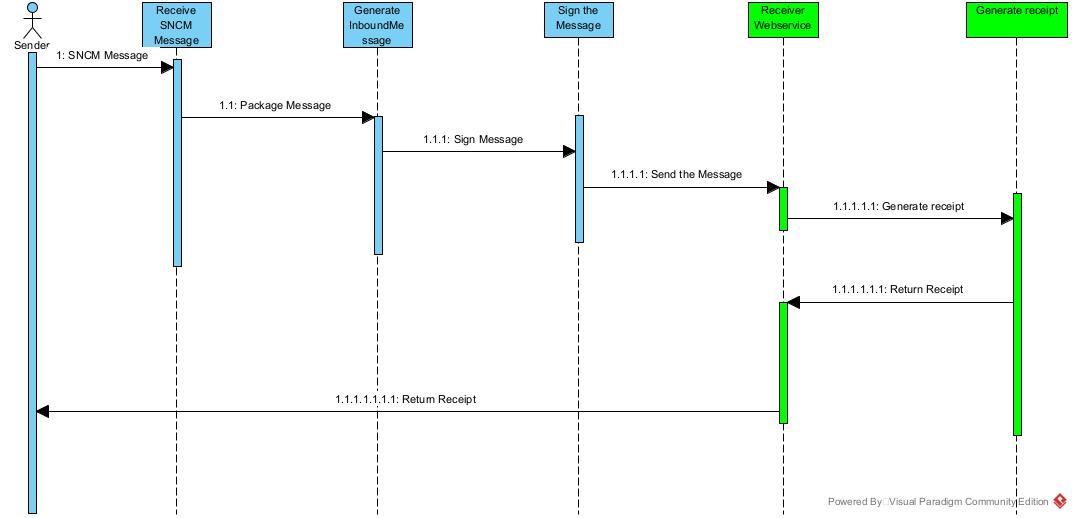 Sender
Receive
SNCM
Message
Generate
InboundMe
ssage
Sign the
Message
Receiver
Webservice
Generate receipt
1: SNCM Message
1.1: Package Message
1.1.1: Sign Message
1.1.1.1: Send the Message
1.1.1.1.1: Generate receipt
1.1.1.1.1.1: Return Receipt
1.1.1.1.1.1.1: Return Receipt
Powered By Visual Paradigm Community Edition